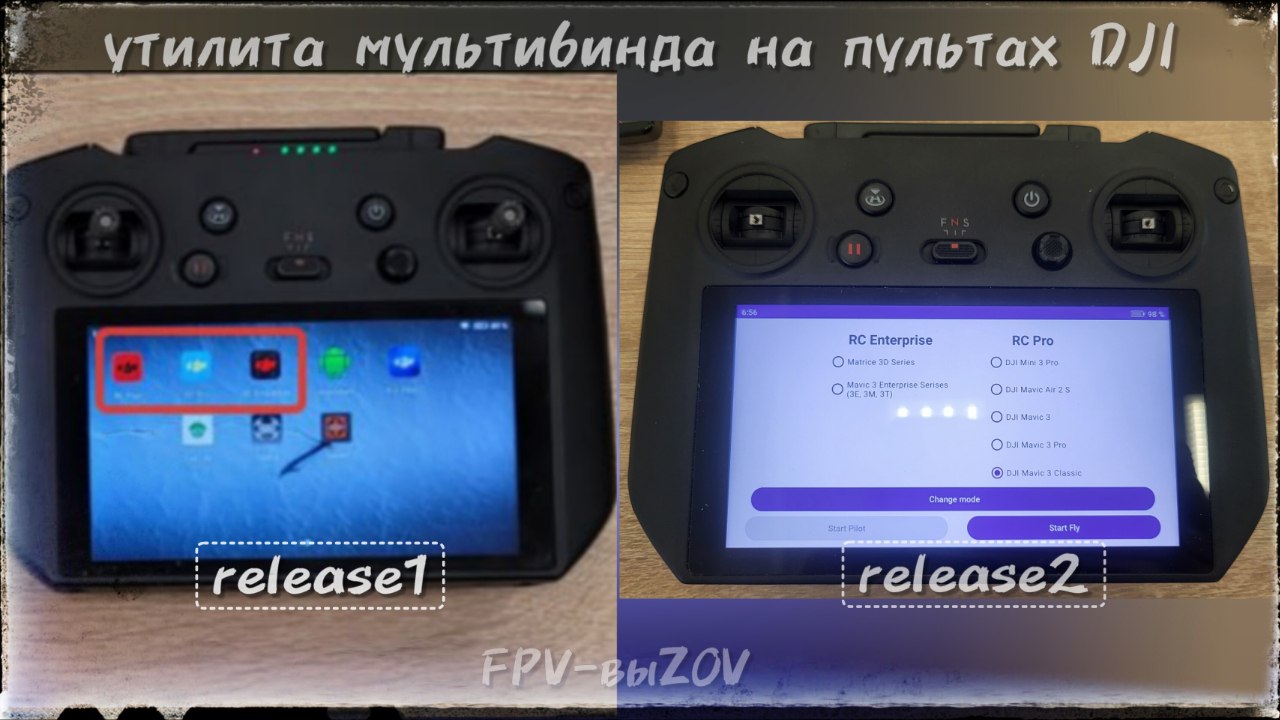 утилита мультибинда на пультах DJI
FNS
6:56
98 %
RC Enterprise
Matrice 3D Series
Mavic 3 Enterprise Serises
(3E, 3M, 3T)
RC Pro
DJI Mini 3 Pro
DJI Mavic Air 2 S
DJI Mavic 3
DJI Mavic 3 Pro
DJI Mavic 3 Classic
Change mode
Start Pilot
Start Fly
release1
release2
FPV-выZOV